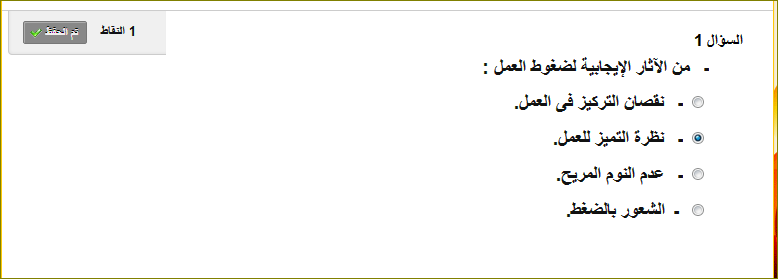 السؤال 1
1 النقاط
تم الحفظ
- من الآثار الإيجابية لضغوط العمل :
- نقصان التركيز فى العمل.
- نظرة التميز للعمل.
- عدم النوم المريح.
- الشعور بالضغط.